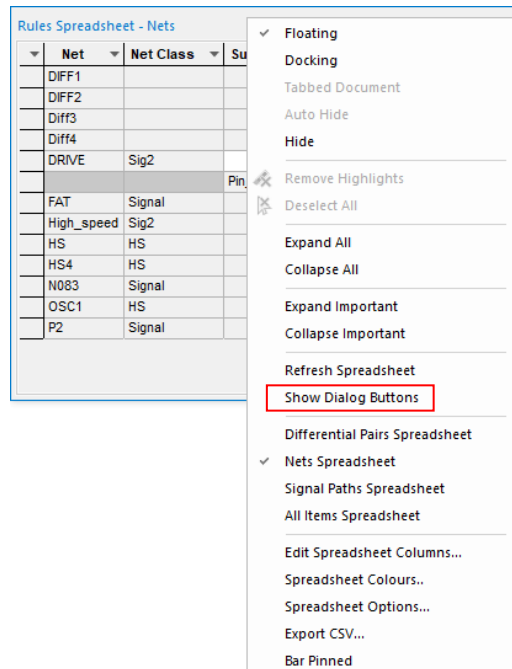 Rules Spreadsheet - Nets
Net Net Class Su
DIFF1
DIFF2
Diff3
Diff4
DRIVE Sig2
Pin_
FAT Signal
High_speed Sig2
HS HS
HS4 HS
N083 Signal
OSC1 HS
P2 Signal
Floating
Docking
Tabbed Document
Auto Hide
Hide
Remove Highlights
Deselect All
Expand All
Collapse All
Expand Important
Collapse Important
Refresh Spreadsheet
Show Dialog Buttons
Differential Pairs Spreadsheet
Nets Spreadsheet
Signal Paths Spreadsheet
All Items Spreadsheet
Edit Spreadsheet Columns...
Spreadsheet Colours..
Spreadsheet Options...
Export CSV...
Bar Pinned